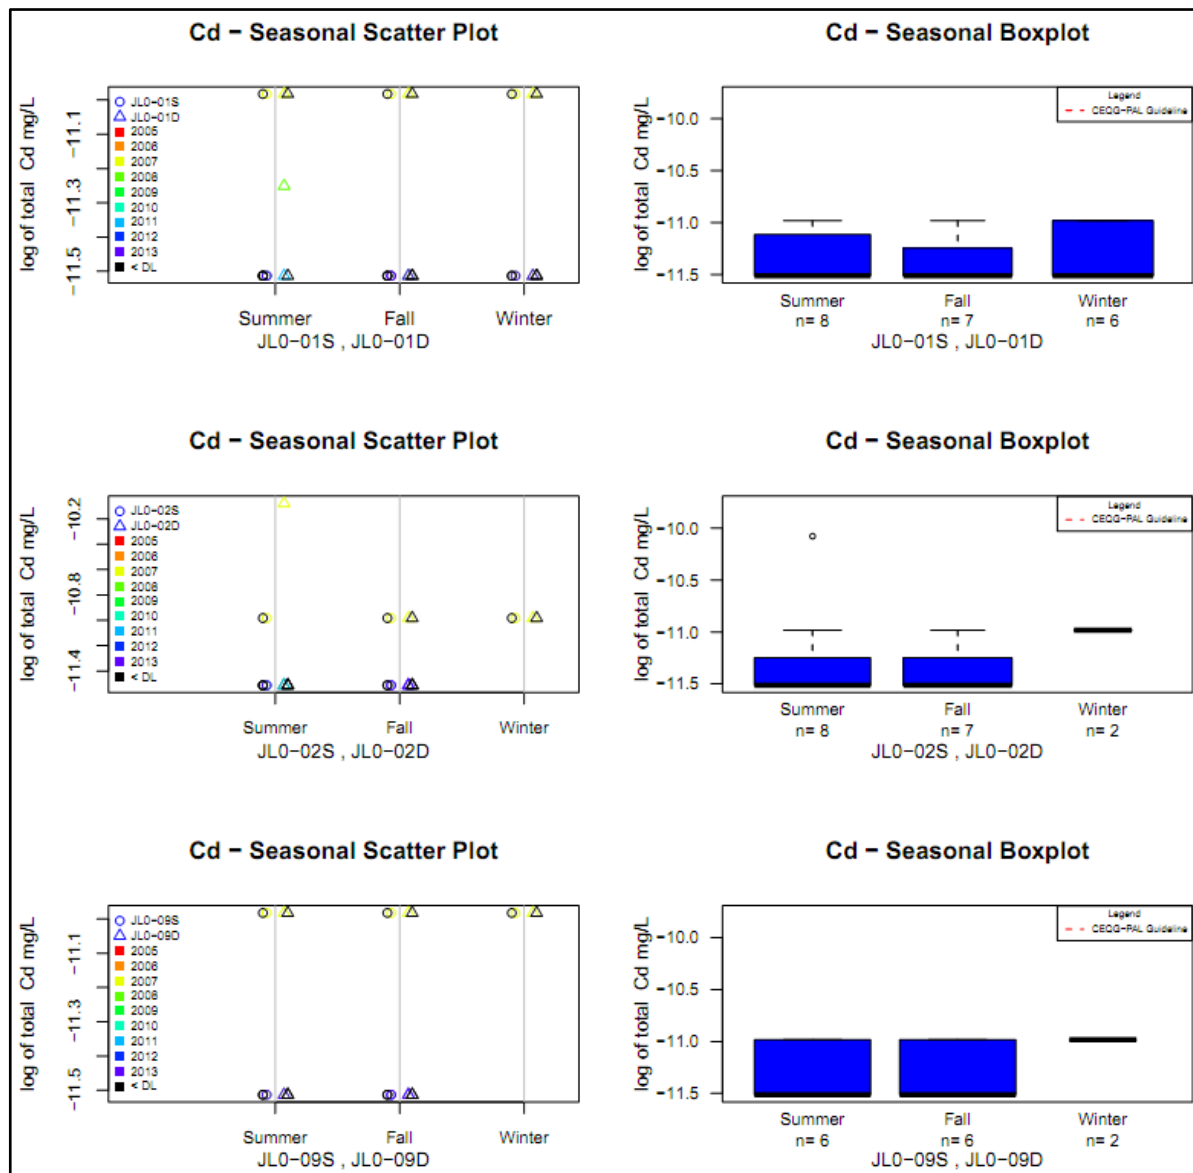 Cd − Seasonal Scatter Plot
log of total Cd mg/L
−11.1
−11.3
−11.5
JL0−01S
JL0−01D
2005
2006
2007
2008
2009
2010
2011
2012
2013
< DL
Summer Fall Winter
JL0−01S , JL0−01D
Cd − Seasonal Boxplot
log of total Cd mg/L
−10.0
−10.5
−11.0
−11.5
Legend
CEQG−PAL Guideline
Summer Fall Winter
n= 8 n= 7 n= 6
JL0−01S , JL0−01D
Cd − Seasonal Scatter Plot
log of total Cd mg/L
−10.2
−10.8
−11.4
JL0−02S
JL0−02D
2005
2006
2007
2008
2009
2010
2011
2012
2013
< DL
Summer Fall Winter
JL0−02S , JL0−02D
Cd − Seasonal Boxplot
log of total Cd mg/L
−10.0
−10.5
−11.0
−11.5
Legend
CEQG−PAL Guideline
Summer Fall Winter
n= 8 n= 7 n= 2
JL0−02S , JL0−02D
Cd − Seasonal Scatter Plot
log of total Cd mg/L
−11.1
−11.3
−11.5
JL0−09S
JL0−09D
2005
2006
2007
2008
2009
2010
2011
2012
2013
< DL
Summer Fall Winter
JL0−09S , JL0−09D
Cd − Seasonal Boxplot
log of total Cd mg/L
−10.0
−10.5
−11.0
−11.5
Legend
CEQG−PAL Guideline
Summer Fall Winter
n= 6 n= 6 n= 2
JL0−09S , JL0−09D